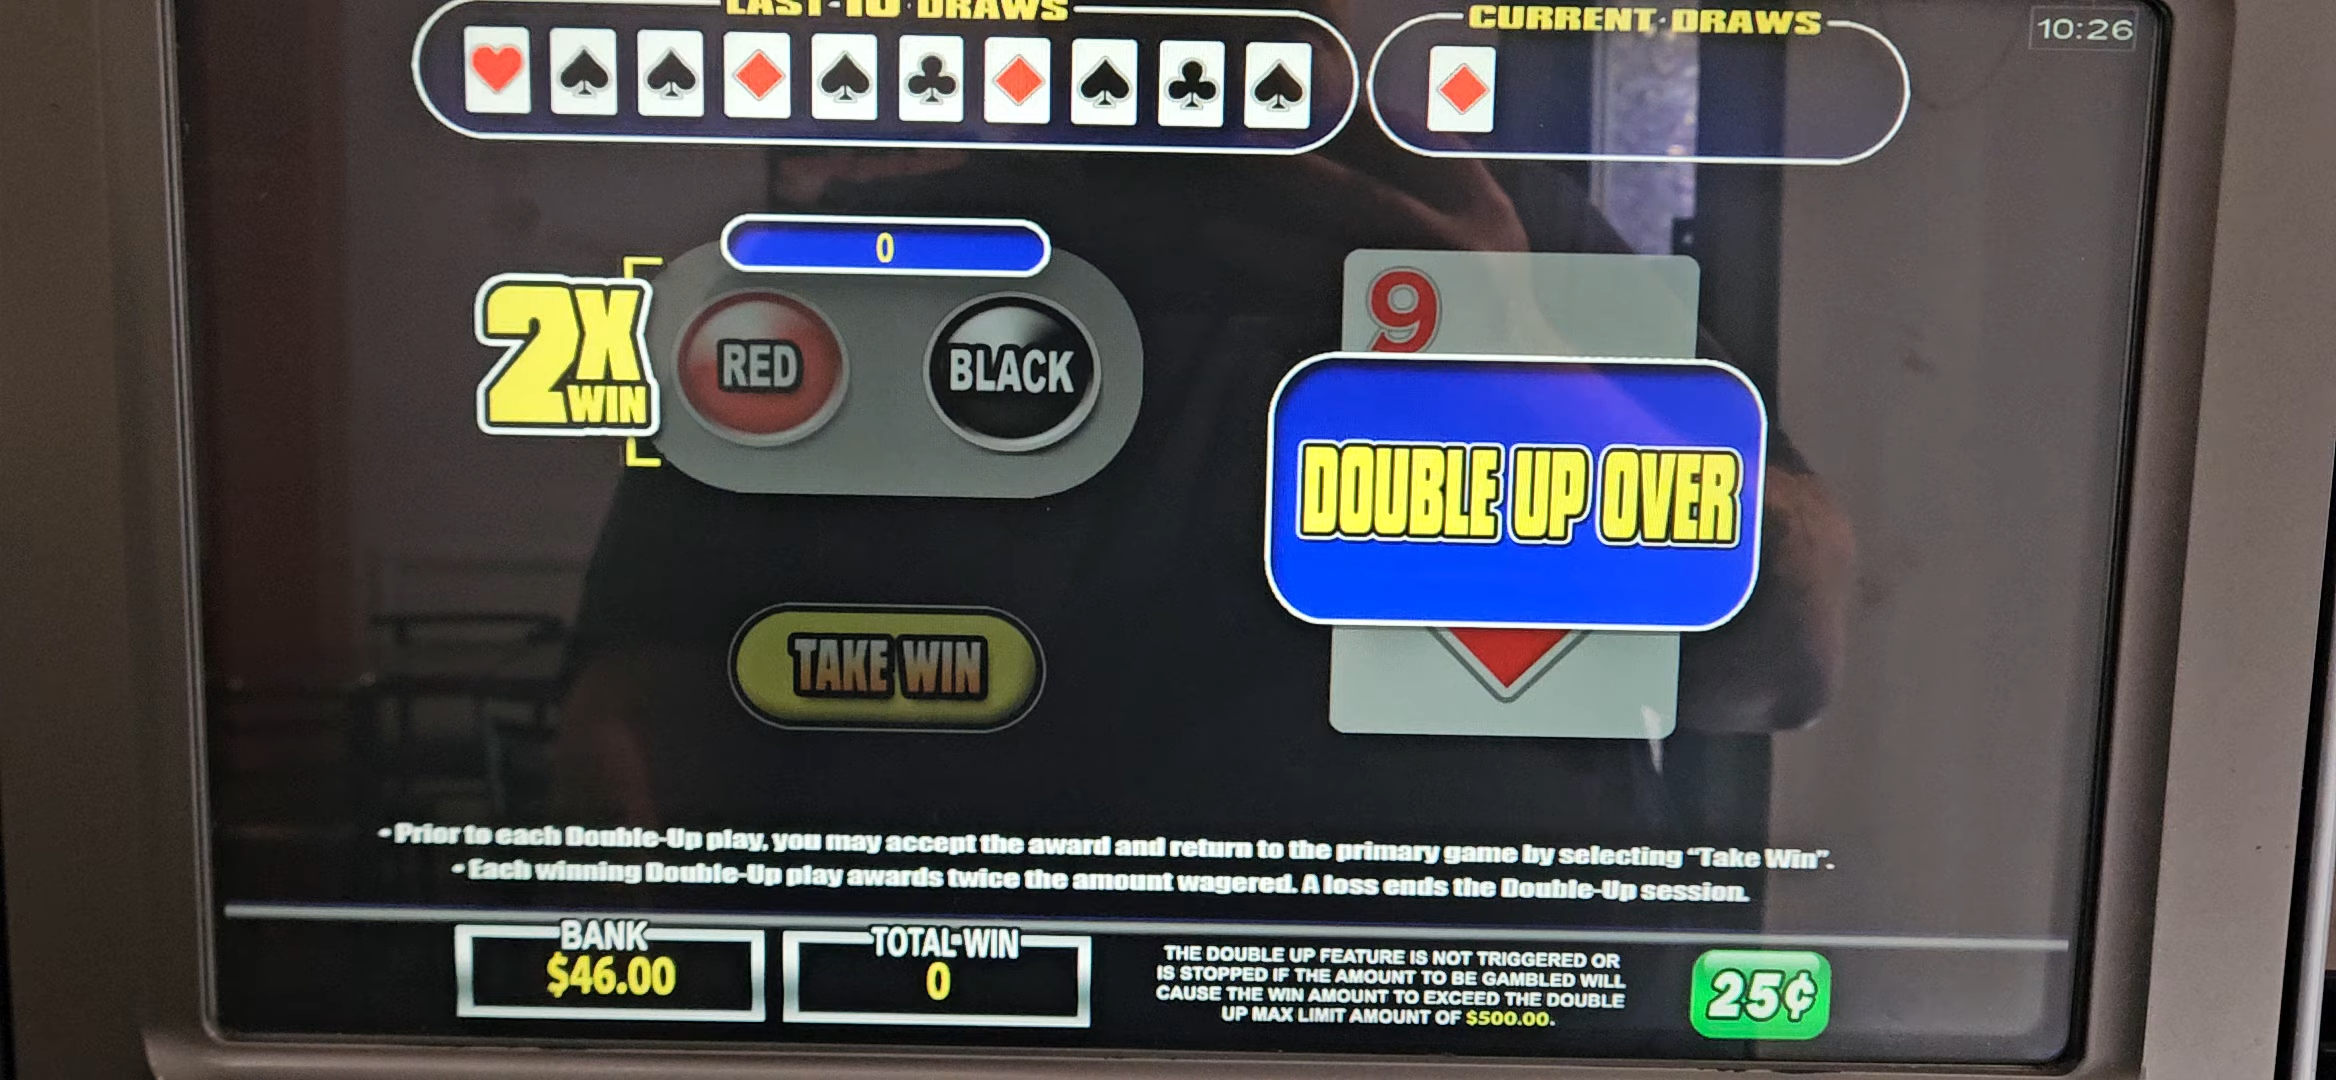 LAST·10·DRAWS
CURRENT·DRAWS
10:26
0
2X
WIN
RED
BLACK
9
DOUBLE UP OVER
TAKE WIN
• Prior to each Double-Up play, you may accept the award and return to the primary game by selecting "Take Win".
• Each winning Double-Up play awards twice the amount wagered. A loss ends the Double-Up session.
BANK
$46.00
TOTAL·WIN
0
THE DOUBLE UP FEATURE IS NOT TRIGGERED OR
IS STOPPED IF THE AMOUNT TO BE GAMBLED WILL
CAUSE THE WIN AMOUNT TO EXCEED THE DOUBLE
UP MAX LIMIT AMOUNT OF $500.00.
25¢